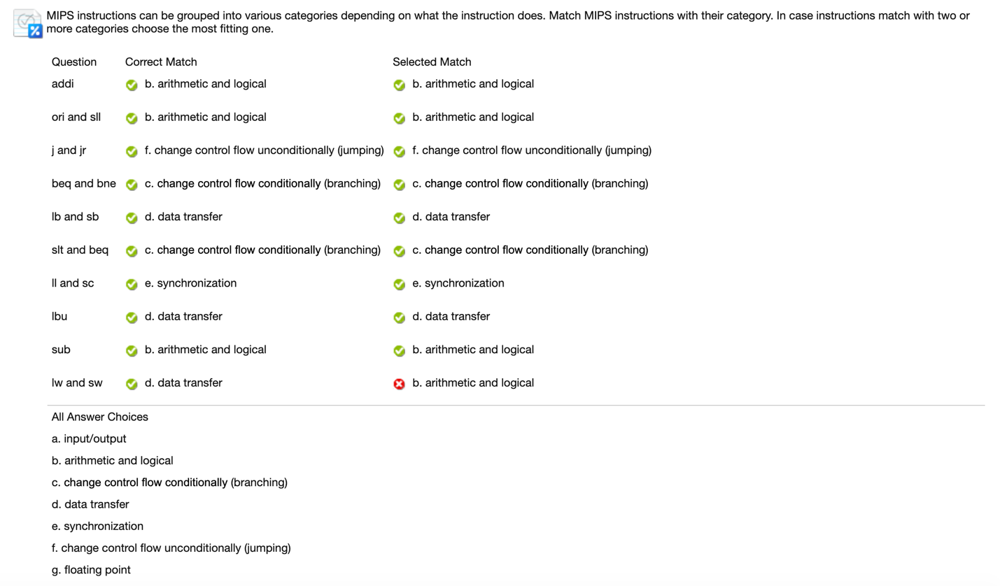 MIPS instructions can be grouped into various categories depending on what the instruction does. Match MIPS instructions with their category. In case instructions match with two or
more categories choose the most fitting one.
Question Correct Match Selected Match
addi b. arithmetic and logical b. arithmetic and logical
ori and sll b. arithmetic and logical b. arithmetic and logical
j and jr f. change control flow unconditionally (jumping) f. change control flow unconditionally (jumping)
beq and bne c. change control flow conditionally (branching) c. change control flow conditionally (branching)
lb and sb d. data transfer d. data transfer
slt and beq c. change control flow conditionally (branching) c. change control flow conditionally (branching)
ll and sc e. synchronization e. synchronization
lbu d. data transfer d. data transfer
sub b. arithmetic and logical b. arithmetic and logical
lw and sw d. data transfer b. arithmetic and logical
All Answer Choices
a. input/output
b. arithmetic and logical
c. change control flow conditionally (branching)
d. data transfer
e. synchronization
f. change control flow unconditionally (jumping)
g. floating point